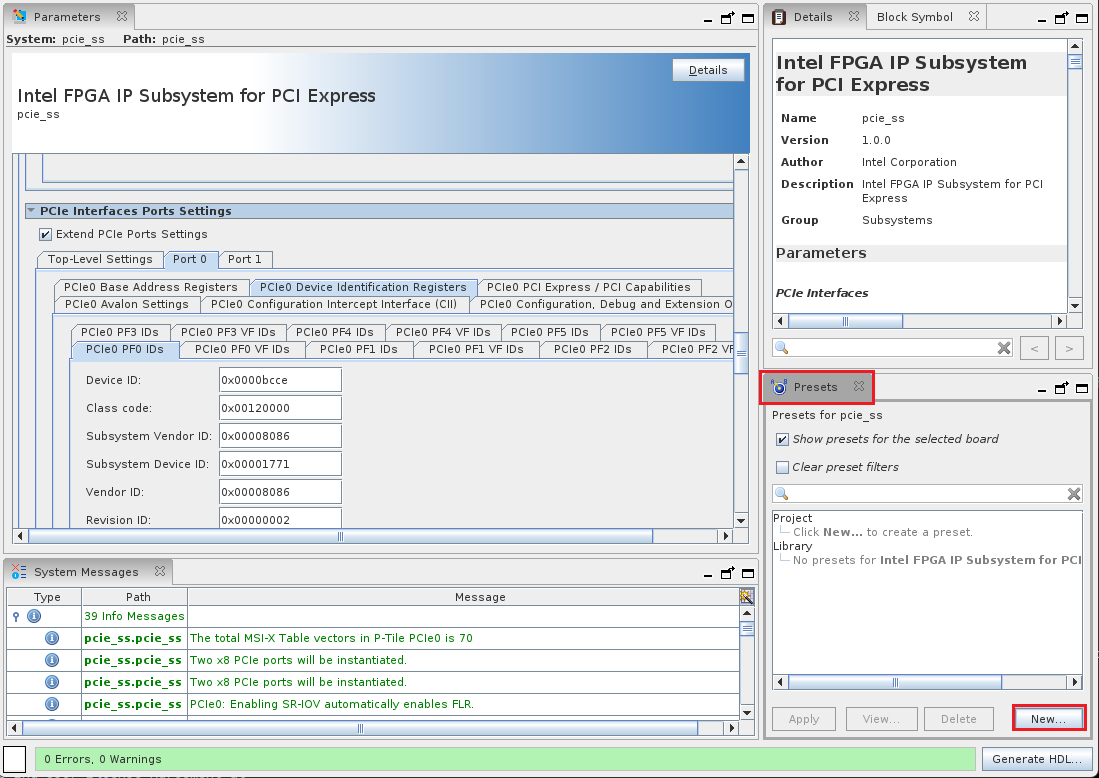 Parameters
System: pcie_ss Path: pcie_ss
Details
Intel FPGA IP Subsystem for PCI Express
pcie_ss
PCIe Interfaces Ports Settings
Extend PCIe Ports Settings
Top-Level Settings Port 0 Port 1
PCIe0 Base Address Registers PCIe0 Device Identification Registers PCIe0 PCI Express / PCI Capabilities
PCIe0 Avalon Settings PCIe0 Configuration Intercept Interface (CII) PCIe0 Configuration, Debug and Extension O
PCIe0 PF3 IDs PCIe0 PF3 VF IDs PCIe0 PF4 IDs PCIe0 PF4 VF IDs PCIe0 PF5 IDs PCIe0 PF5 VF IDs
PCIe0 PF0 IDs PCIe0 PF0 VF IDs PCIe0 PF1 IDs PCIe0 PF1 VF IDs PCIe0 PF2 IDs PCIe0 PF2 VF
Device ID: 0x0000bcce
Class code: 0x00120000
Subsystem Vendor ID: 0x00008086
Subsystem Device ID: 0x00001771
Vendor ID: 0x00008086
Revision ID: 0x00000002
System Messages
Type Path Message
39 Info Messages
pcie_ss.pcie_ss The total MSI-X Table vectors in P-Tile PCIe0 is 70
pcie_ss.pcie_ss Two x8 PCIe ports will be instantiated.
pcie_ss.pcie_ss Two x8 PCIe ports will be instantiated.
pcie_ss.pcie_ss PCIe0: Enabling SR-IOV automatically enables FLR.
0 Errors, 0 Warnings
Details Block Symbol
Intel FPGA IP Subsystem
for PCI Express
Name pcie_ss
Version 1.0.0
Author Intel Corporation
Description Intel FPGA IP Subsystem for PCI
Express
Group Subsystems
Parameters
PCIe Interfaces
< >
Presets
Presets for pcie_ss
Show presets for the selected board
Clear preset filters
Project
Click New... to create a preset.
Library
No presets for Intel FPGA IP Subsystem for PCI
Apply View... Delete New...
Generate HDL...